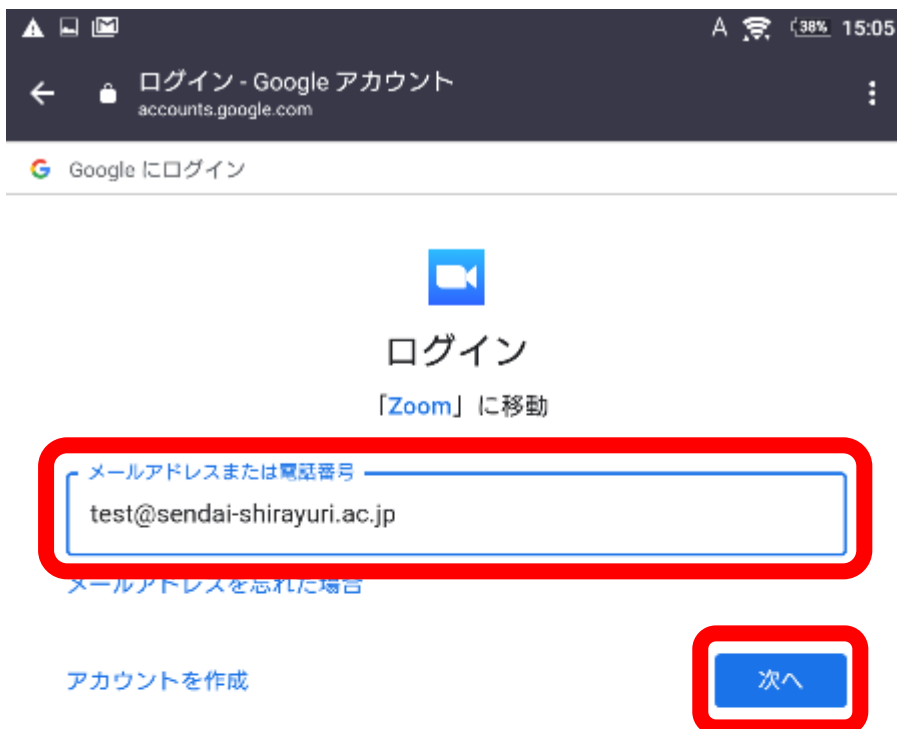 A 38% 15:05
ログイン - Google アカウント
accounts.google.com
G Google にログイン
ログイン
「Zoom」に移動
メールアドレスまたは電話番号
test@sendai-shirayuri.ac.jp
メールアドレスを忘れた場合
アカウントを作成
次へ